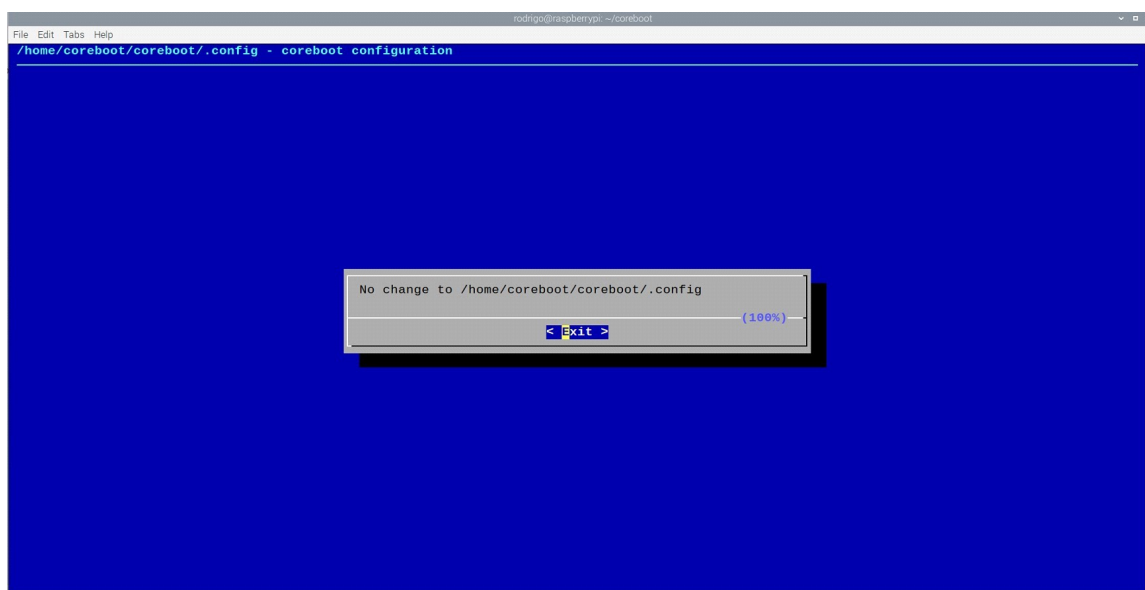 rodrigo@raspberrypi: ~/coreboot
File Edit Tabs Help
/home/coreboot/coreboot/.config - coreboot configuration
No change to /home/coreboot/coreboot/.config
(100%)
< Exit >